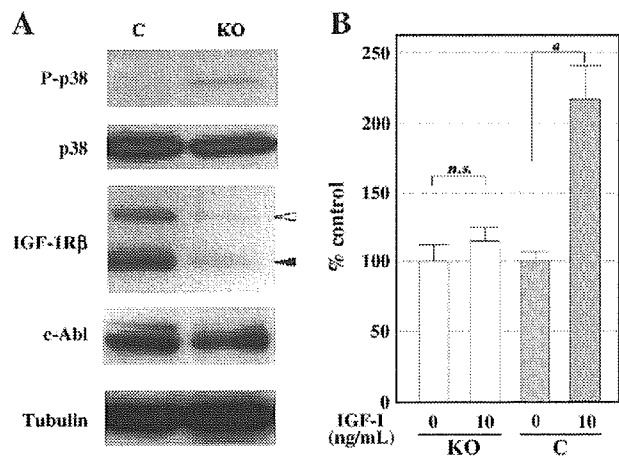 A
C KO
P-p38
p38
IGF-1Rβ
c-Abl
Tubulin
B
250
200
150
100
50
0
% control
n.s.
a
IGF-I 0 10 0 10
(ng/mL) KO C